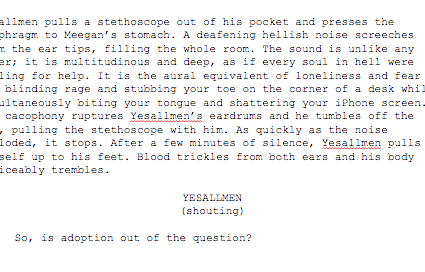 allmen pulls a stethoscope out of his pocket and presses the
phragm to Meegan's stomach. A deafening hellish noise screeches
m the ear tips, filling the whole room. The sound is unlike any
er; it is multitudinous and deep, as if every soul in hell were
ling for help. It is the aural equivalent of loneliness and fear
blinding rage and stubbing your toe on the corner of a desk whil
ultaneously biting your tongue and shattering your iPhone screen.
cacophony ruptures Yesallmen's eardrums and he tumbles off the
, pulling the stethoscope with him. As quickly as the noise
loded, it stops. After a few minutes of silence, Yesallmen pulls
self up to his feet. Blood trickles from both ears and his body
iceably trembles.
YESALLMEN
(shouting)
So, is adoption out of the question?